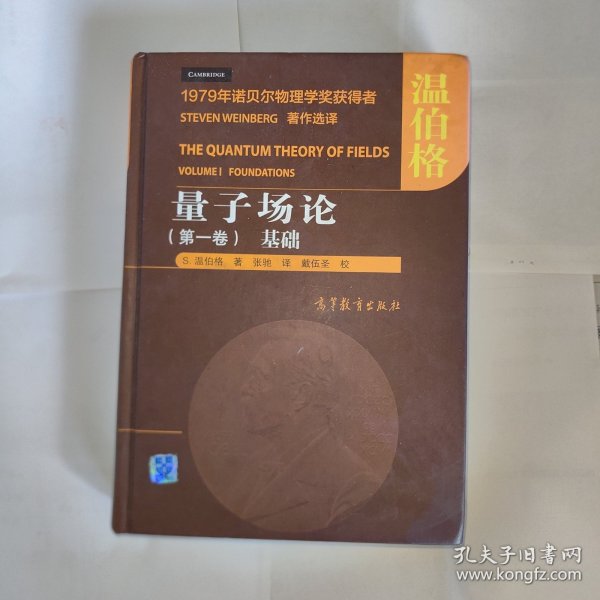 CAMBRIDGE
1979年诺贝尔物理学奖获得者
STEVEN WEINBERG 著作选译
温伯格
THE QUANTUM THEORY OF FIELDS
VOLUME I FOUNDATIONS
量子场论
(第一卷) 基础
S. 温伯格 著 张驰 译 戴伍圣 校
高等教育出版社
孔夫子旧书网
www.kongfz.com